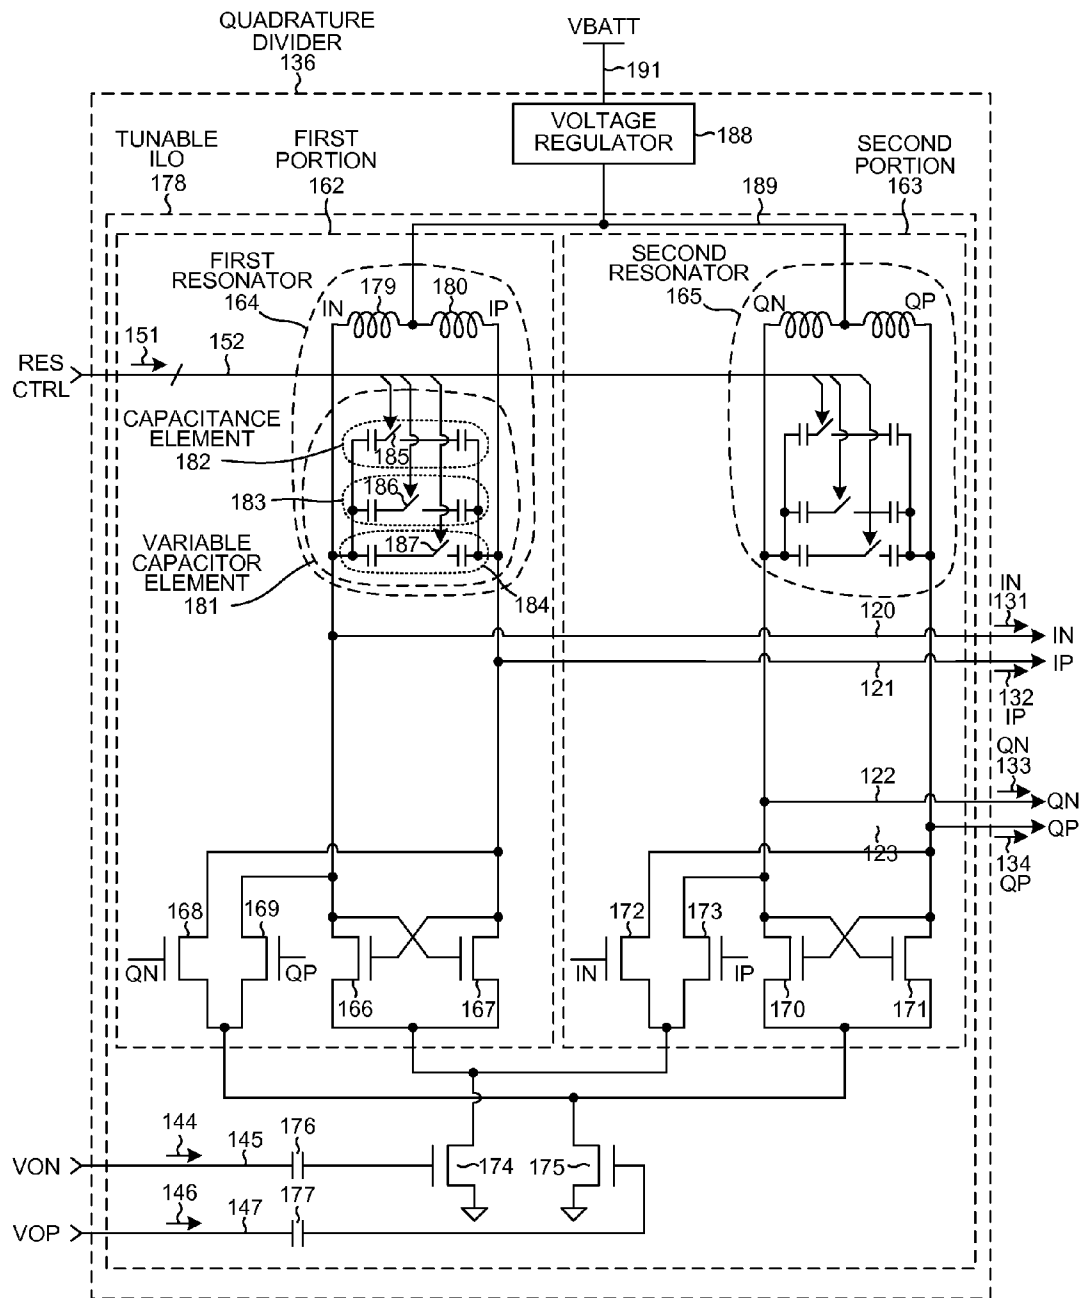 QUADRATURE
DIVIDER
136
VBATT
191
VOLTAGE
REGULATOR
188
TUNABLE
ILO
178
FIRST
PORTION
162
SECOND
PORTION
163
189
FIRST
RESONATOR
164
179
180
IN
IP
SECOND
RESONATOR
165
QN
QP
151
152
RES
CTRL
CAPACITANCE
ELEMENT
182
185
183
186
187
VARIABLE
CAPACITOR
ELEMENT
181
184
120
IN
131
IN
IP
121
132
IP
QN
133
122
QN
QP
123
134
QP
168
169
QN
QP
166
167
172
173
IN
IP
170
171
144
145
176
VON
174
175
146
147
177
VOP